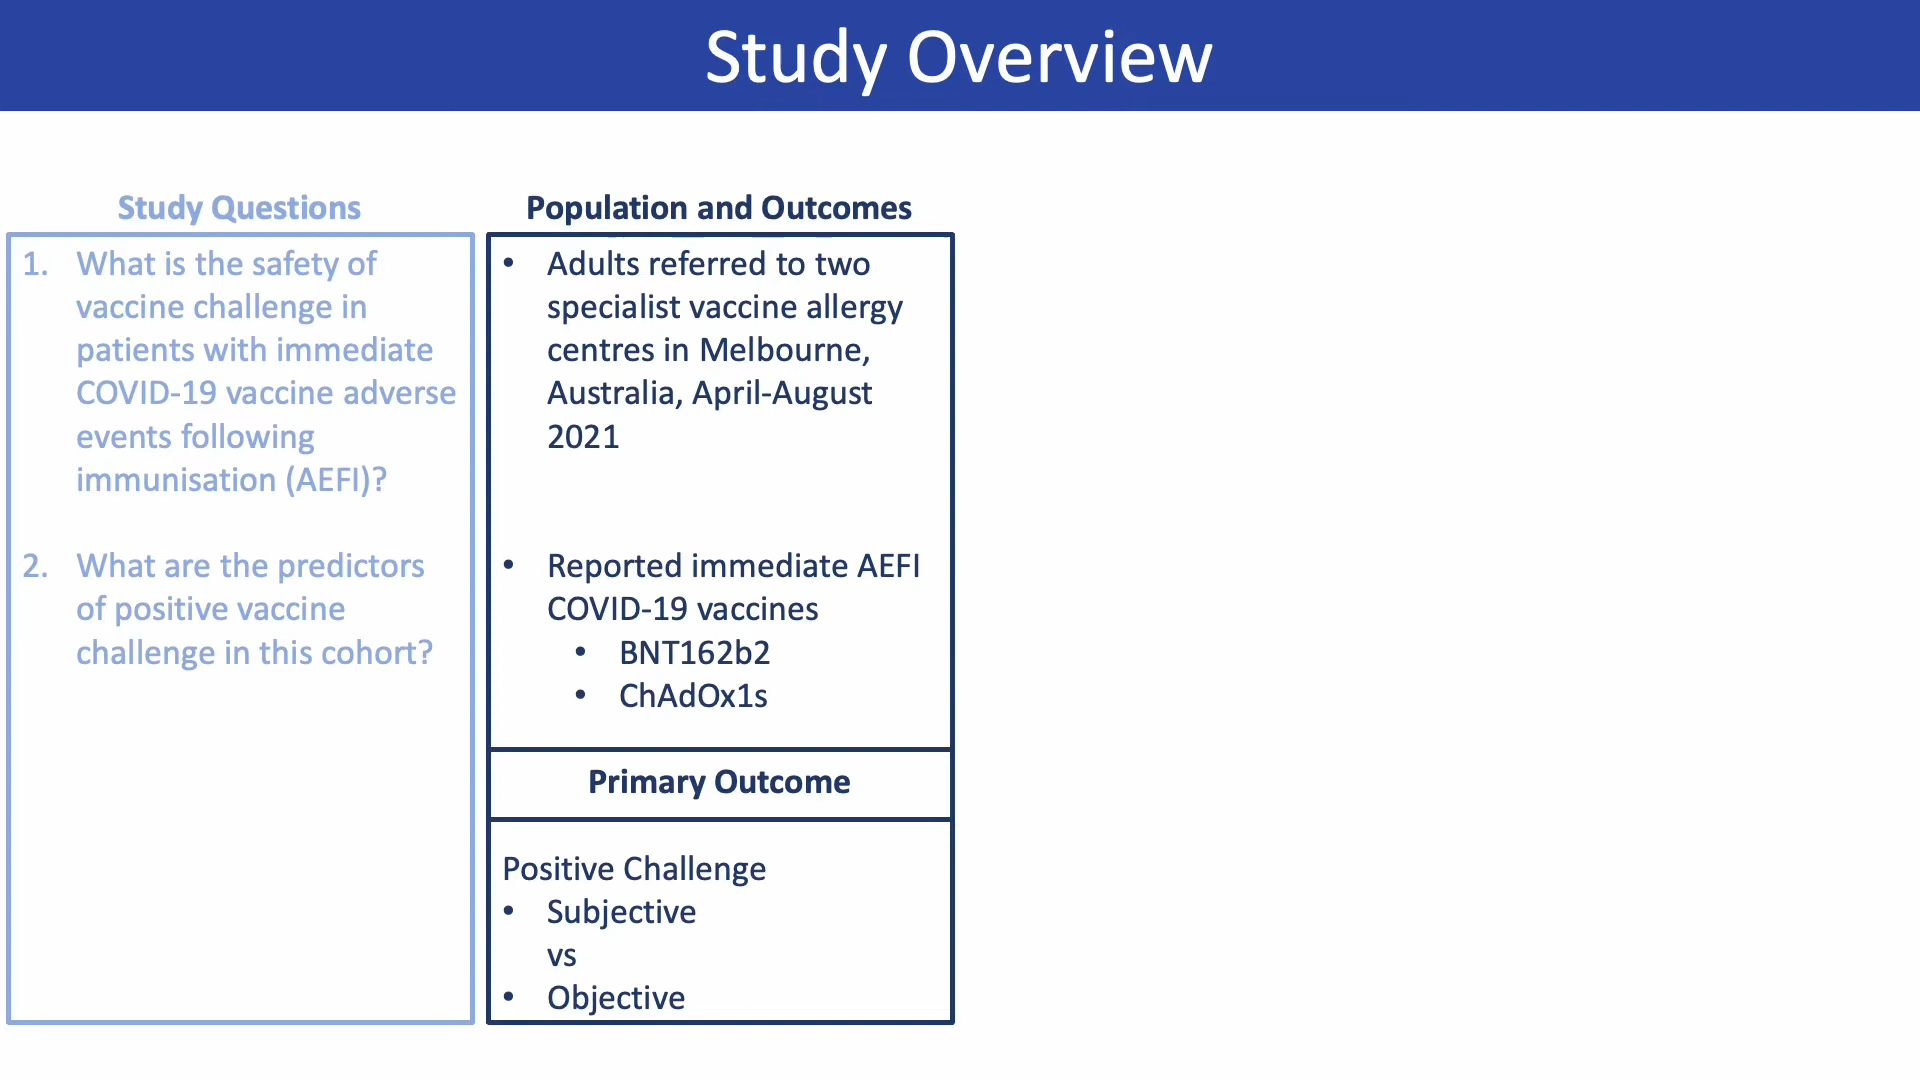 Study Overview
Study Questions
1. What is the safety of
vaccine challenge in
patients with immediate
COVID-19 vaccine adverse
events following
immunisation (AEFI)?
2. What are the predictors
of positive vaccine
challenge in this cohort?
Population and Outcomes
• Adults referred to two
specialist vaccine allergy
centres in Melbourne,
Australia, April-August
2021
• Reported immediate AEFI
COVID-19 vaccines
• BNT162b2
• ChAdOx1s
Primary Outcome
Positive Challenge
• Subjective
vs
• Objective